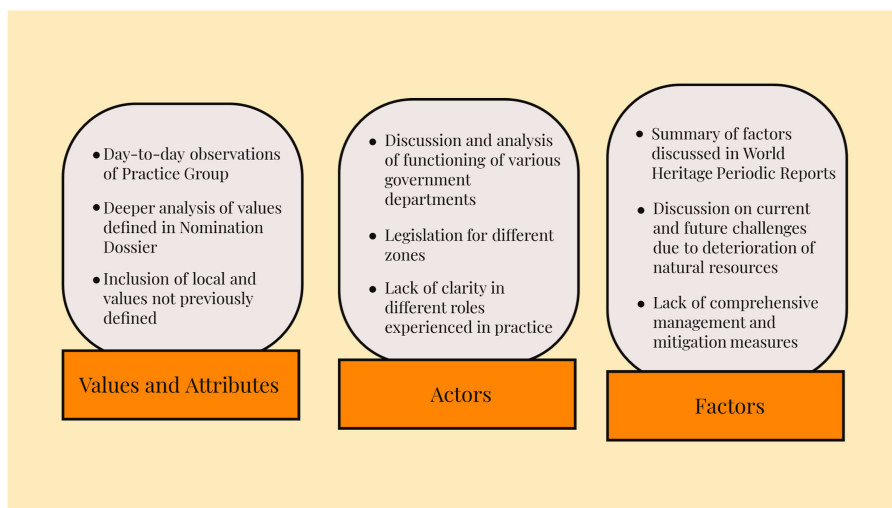 ● Day-to-day observations
of Practice Group
● Deeper analysis of values
defined in Nomination
Dossier
● Inclusion of local and
values not previously
defined
Values and Attributes
● Discussion and analysis
of functioning of various
government
departments
● Legislation for different
zones
● Lack of clarity in
different roles
experienced in practice
Actors
● Summary of factors
discussed in World
Heritage Periodic Reports
● Discussion on current
and future challenges
due to deterioration of
natural resources
● Lack of comprehensive
management and
mitigation measures
Factors